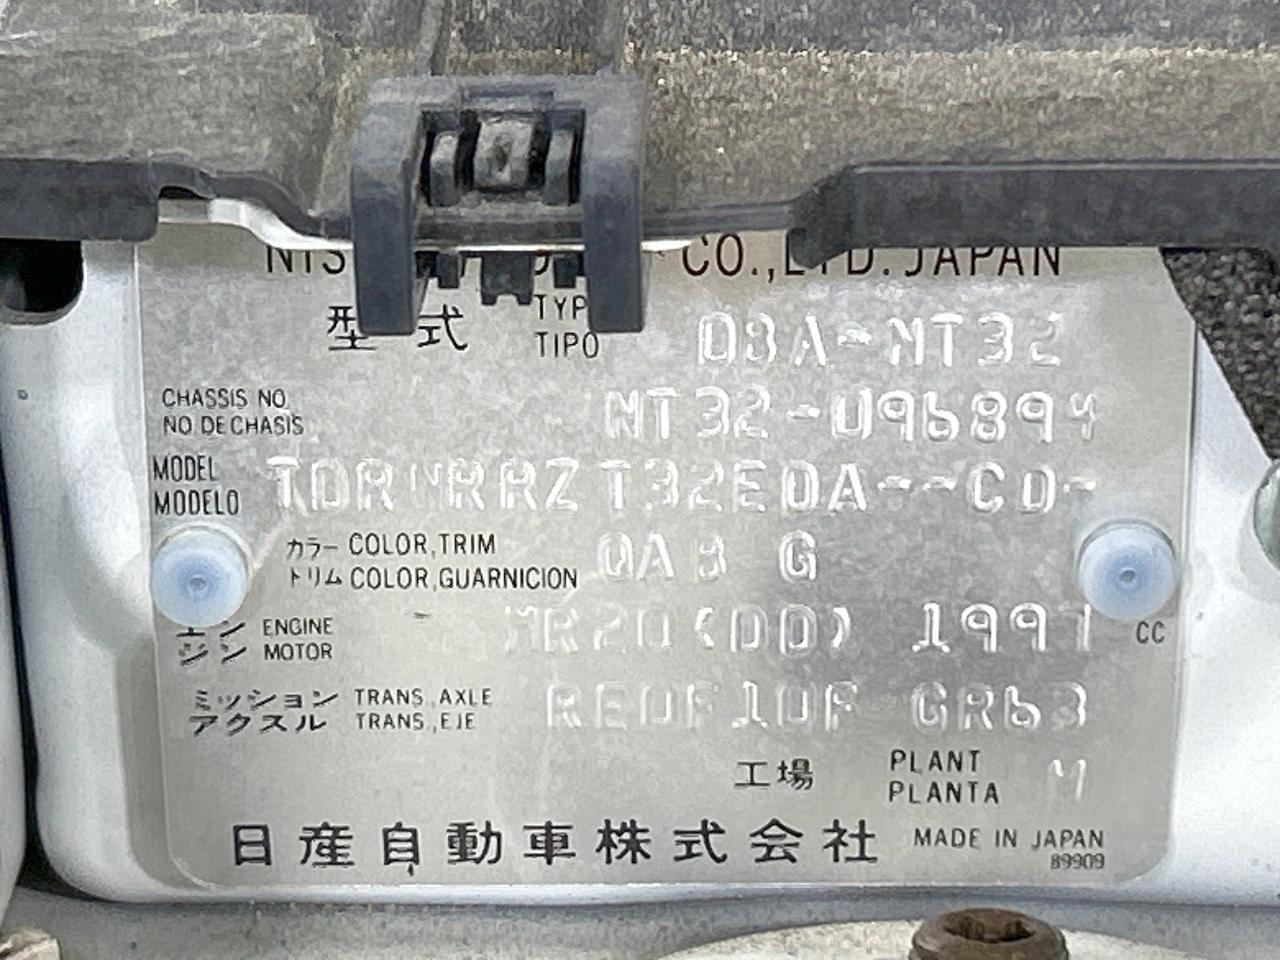 CO.,LTD. JAPAN
型式 TIPO DBA-NT32
CHASSIS NO.
NO DE CHASIS
NT32-096894
MODEL
MODELO
カラー COLOR,TRIM
トリム COLOR,GUARNICION
G
エン ENGINE
ジン MOTOR
MR20(DD) 1997 CC
ミッション TRANS,AXLE
アクスル TRANS,EJE
RE0F10F GR63
工場 PLANT
PLANTA
M
日産自動車株式会社 MADE IN JAPAN
89909